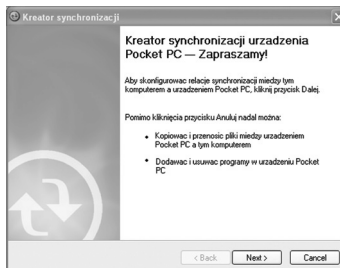 Kreator synchronizacji
Kreator synchronizacji urzadzenia
Pocket PC — Zapraszamy!
Aby skonfigurowac relacje synchronizacji miedzy tym
komputerem a urzadzeniem Pocket PC, kliknij przycisk Dalej.
Pomimo kliknięcia przycisku Anuluj nadal można:
• Kopiowac i przenosic pliki miedzy urzadzeniem
Pocket PC a tym komputerem
• Dodawac i usuwac programy w urzadzeniu Pocket
PC
< Back
Next >
Cancel